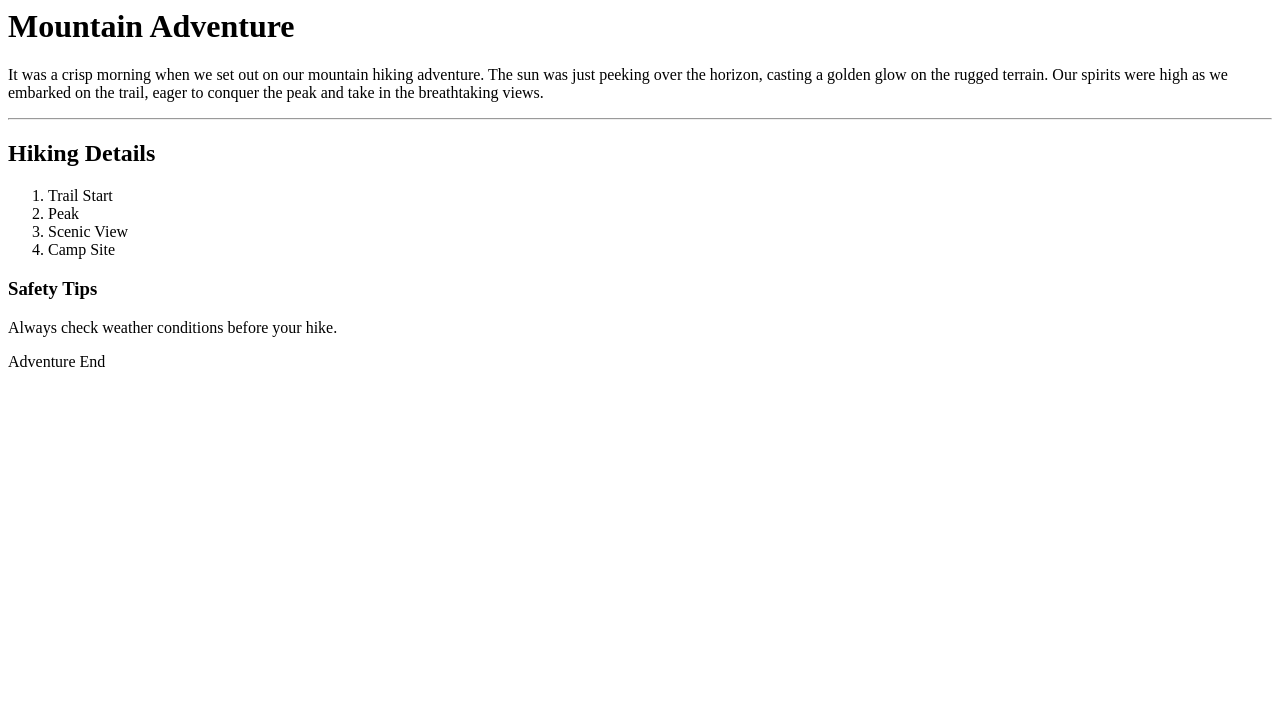 Mountain Adventure
It was a crisp morning when we set out on our mountain hiking adventure. The sun was just peeking over the horizon, casting a golden glow on the rugged terrain. Our spirits were high as we
embarked on the trail, eager to conquer the peak and take in the breathtaking views.
Hiking Details
1. Trail Start
2. Peak
3. Scenic View
4. Camp Site
Safety Tips
Always check weather conditions before your hike.
Adventure End